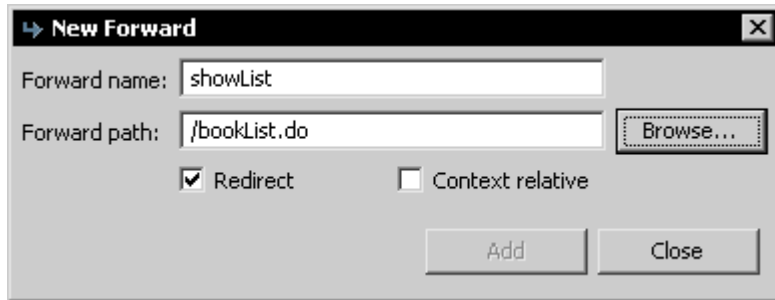 New Forward
Forward name: showList
Forward path: /bookList.do Browse...
Redirect Context relative
Add Close